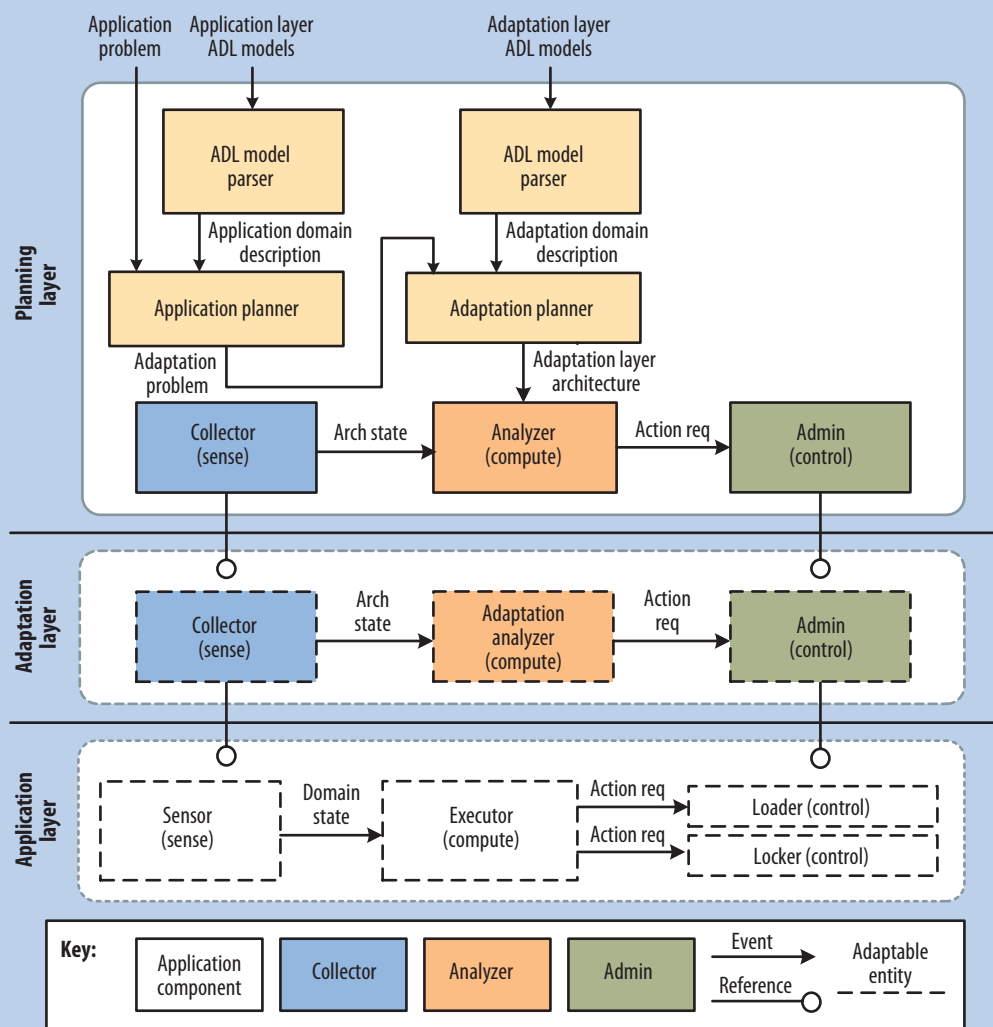 Application
problem
Application layer
ADL models
Adaptation layer
ADL models
Planning
layer
ADL model
parser
ADL model
parser
Application domain
description
Adaptation domain
description
Application planner
Adaptation planner
Adaptation
problem
Adaptation layer
architecture
Collector
(sense)
Arch state
Analyzer
(compute)
Action req
Admin
(control)
Adaptation
layer
Collector
(sense)
Arch
state
Adaptation
analyzer
(compute)
Action
req
Admin
(control)
Application
layer
Sensor
(sense)
Domain
state
Executor
(compute)
Action req
Loader (control)
Action req
Locker (control)
Key:
Application
component
Collector
Analyzer
Admin
Event
Reference
Adaptable
entity